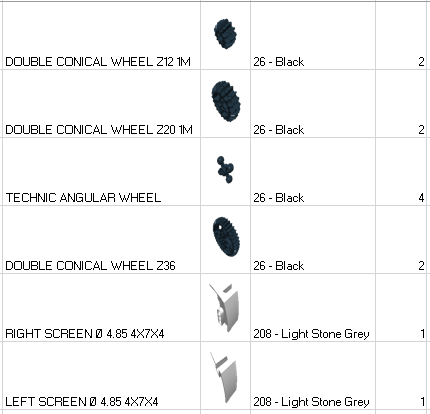 DOUBLE CONICAL WHEEL Z12 1M 26 - Black 2
DOUBLE CONICAL WHEEL Z20 1M 26 - Black 2
TECHNIC ANGULAR WHEEL 26 - Black 4
DOUBLE CONICAL WHEEL Z36 26 - Black 2
RIGHT SCREEN Ø 4.85 4X7X4 208 - Light Stone Grey 1
LEFT SCREEN Ø 4.85 4X7X4 208 - Light Stone Grey 1